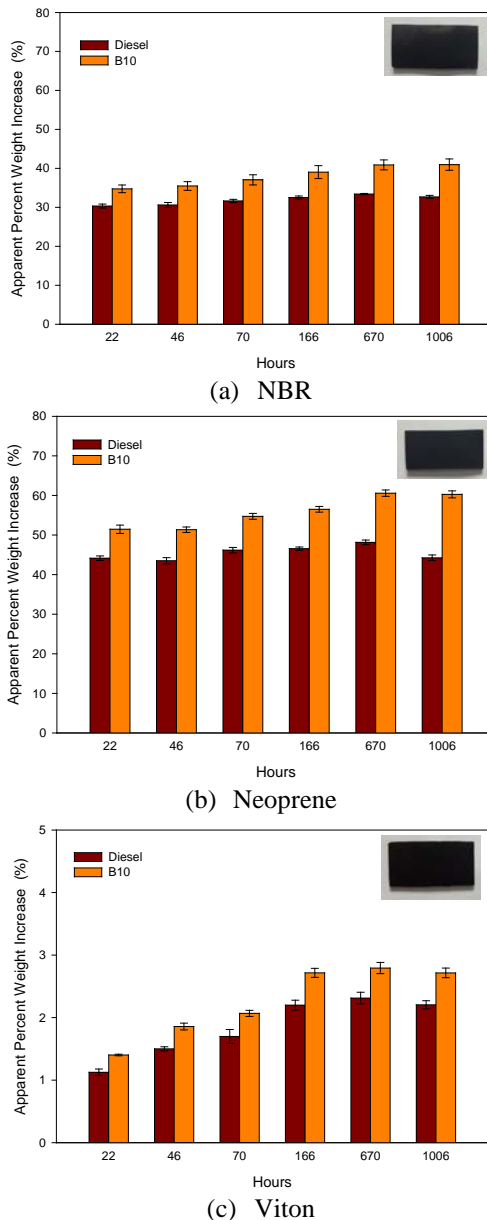 80
70
60
50
40
30
20
10
0
Apparent Percent Weight Increase (%)
Diesel
B10
22 46 70 166 670 1006
Hours
(a) NBR
80
70
60
50
40
30
20
10
0
Apparent Percent Weight Increase (%)
Diesel
B10
22 46 70 166 670 1006
Hours
(b) Neoprene
5
4
3
2
1
0
Apparent Percent Weight Increase (%)
Diesel
B10
22 46 70 166 670 1006
Hours
(c) Viton